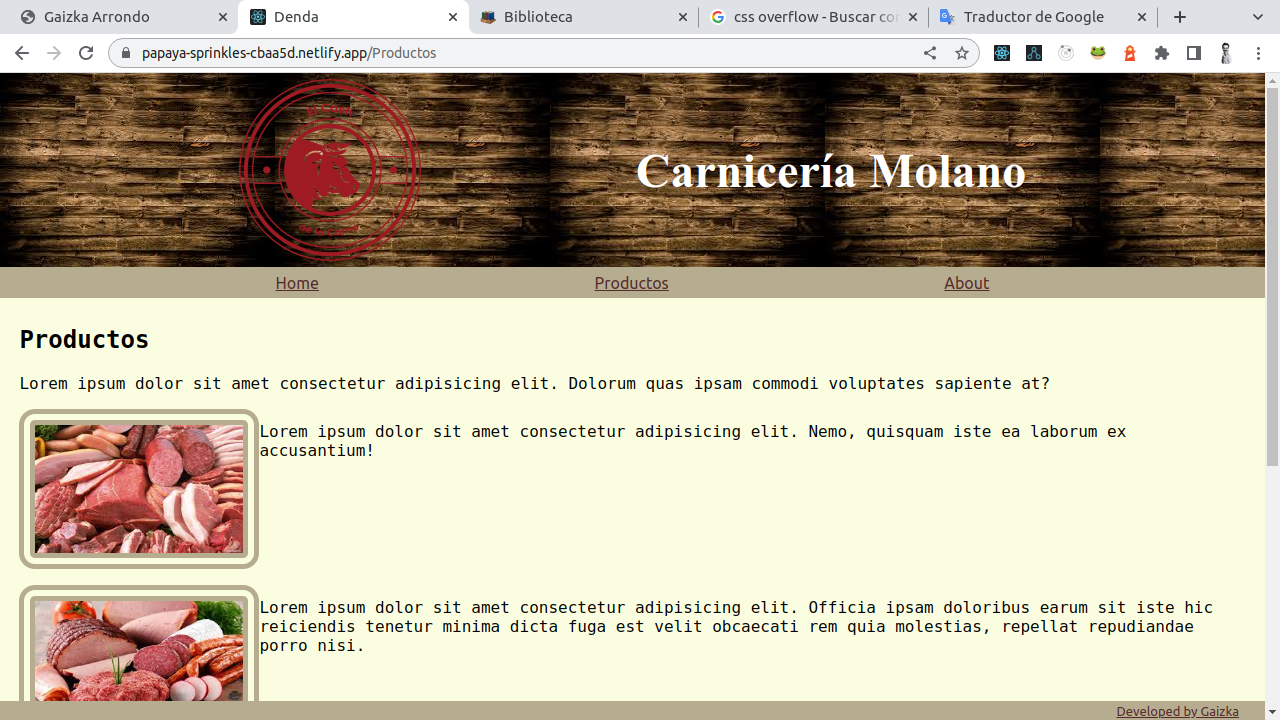 Gaizka Arrondo
Denda
Biblioteca
css overflow - Buscar co
Traductor de Google
papaya-sprinkles-cbaa5d.netlify.app/Productos
Carnicería Molano
Home
Productos
About
Productos
Lorem ipsum dolor sit amet consectetur adipisicing elit. Dolorum quas ipsam commodi voluptates sapiente at?
Lorem ipsum dolor sit amet consectetur adipisicing elit. Nemo, quisquam iste ea laborum ex
accusantium!
Lorem ipsum dolor sit amet consectetur adipisicing elit. Officia ipsam doloribus earum sit iste hic
reiciendis tenetur minima dicta fuga est velit obcaecati rem quia molestias, repellat repudiandae
porro nisi.
Developed by Gaizka